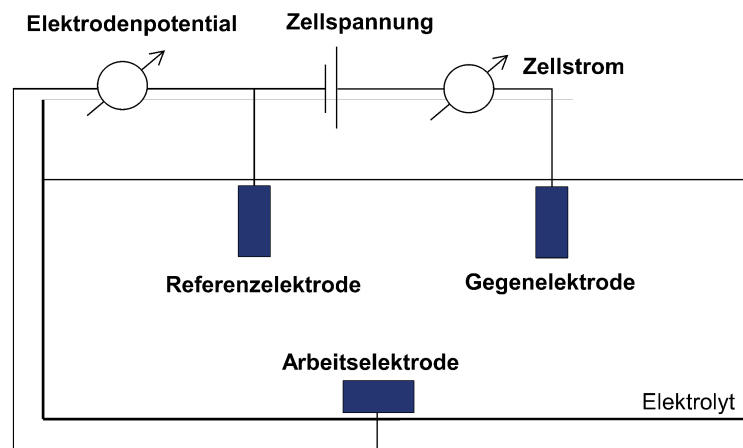 Elektrodenpotential
Zellspannung
Zellstrom
Referenzelektrode
Gegenelektrode
Arbeitselektrode
Elektrolyt